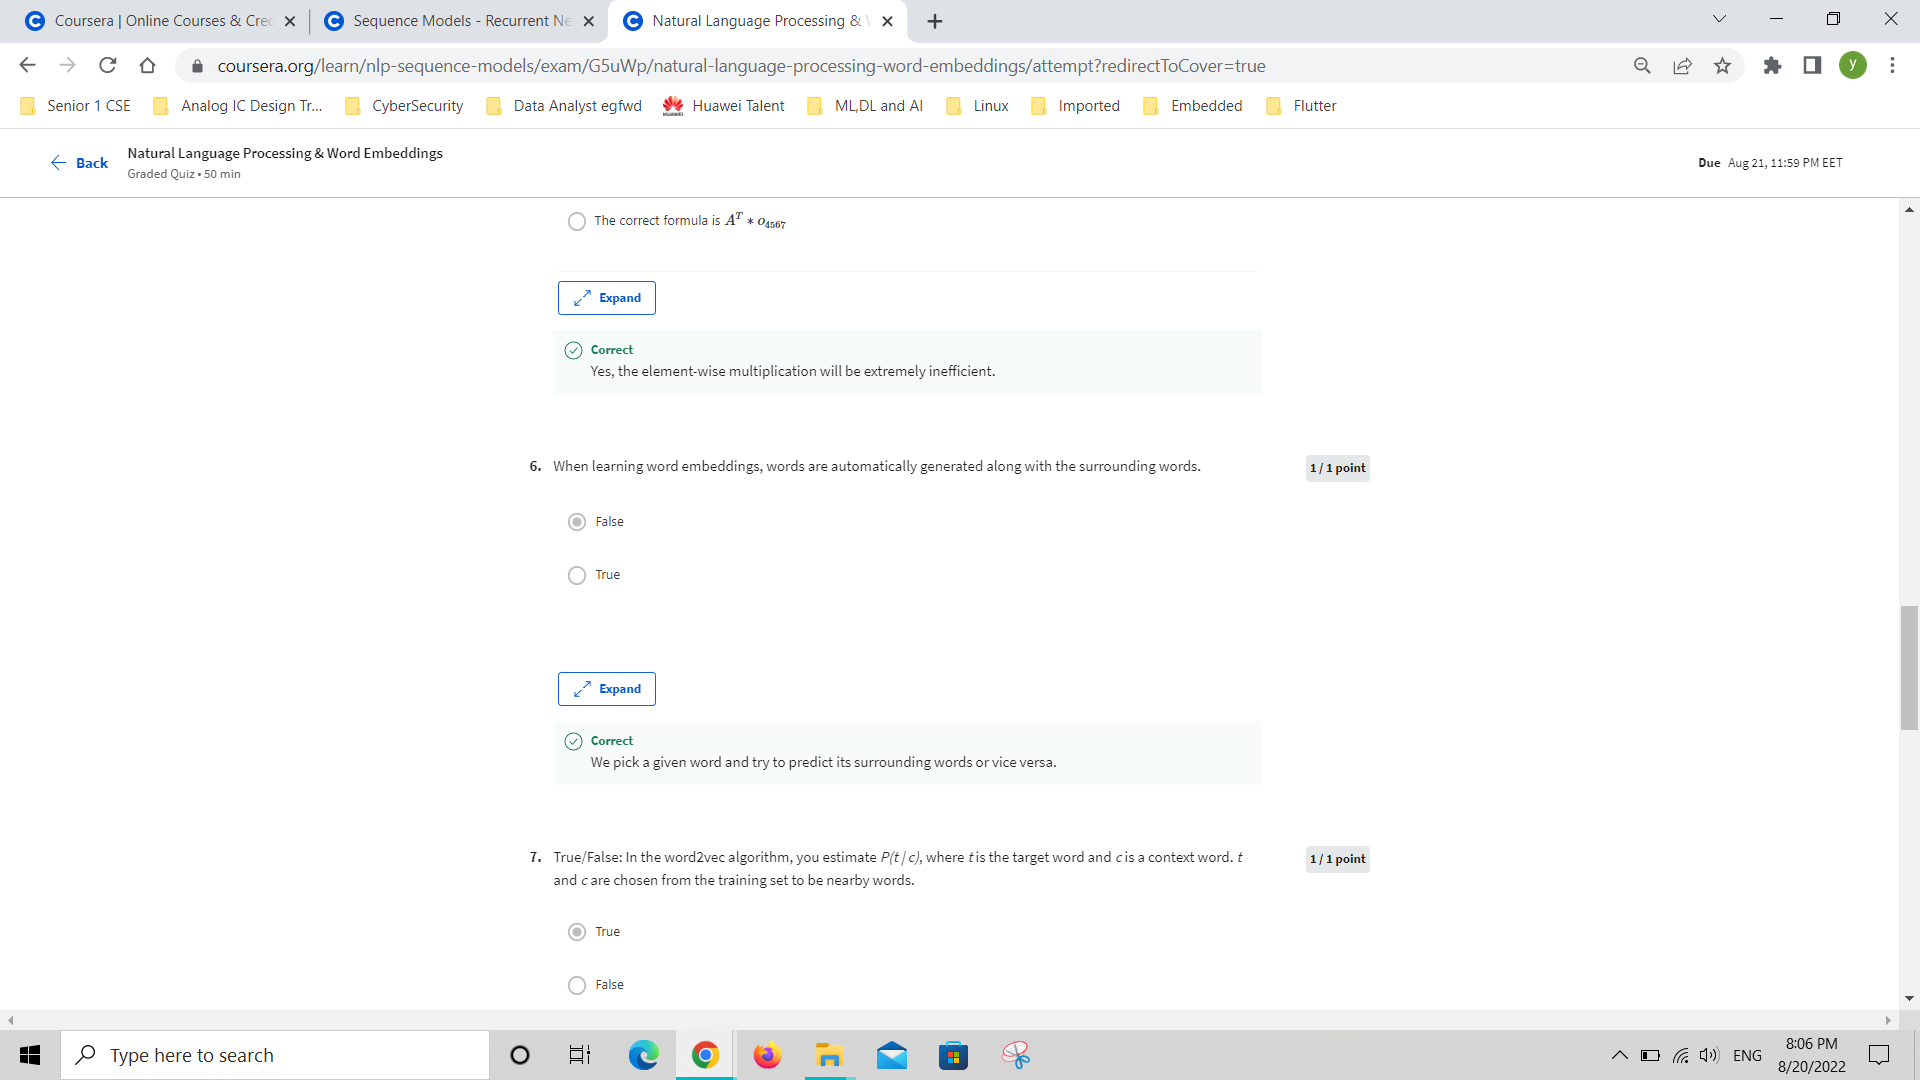 Coursera | Online Courses & Cre
Sequence Models - Recurrent Ne
Natural Language Processing &
coursera.org/learn/nlp-sequence-models/exam/G5uWp/natural-language-processing-word-embeddings/attempt?redirectToCover=true
y
Senior 1 CSE
Analog IC Design Tr...
CyberSecurity
Data Analyst egfwd
Huawei Talent
ML,DL and AI
Linux
Imported
Embedded
Flutter
Back
Natural Language Processing & Word Embeddings
Graded Quiz • 50 min
Due Aug 21, 11:59 PM EET
The correct formula is A^T * o_4567
Expand
Correct
Yes, the element-wise multiplication will be extremely inefficient.
6. When learning word embeddings, words are automatically generated along with the surrounding words.
1 / 1 point
False
True
Expand
Correct
We pick a given word and try to predict its surrounding words or vice versa.
7. True/False: In the word2vec algorithm, you estimate P(t | c), where t is the target word and c is a context word. t
and c are chosen from the training set to be nearby words.
1 / 1 point
True
False
Type here to search
ENG
8:06 PM
8/20/2022